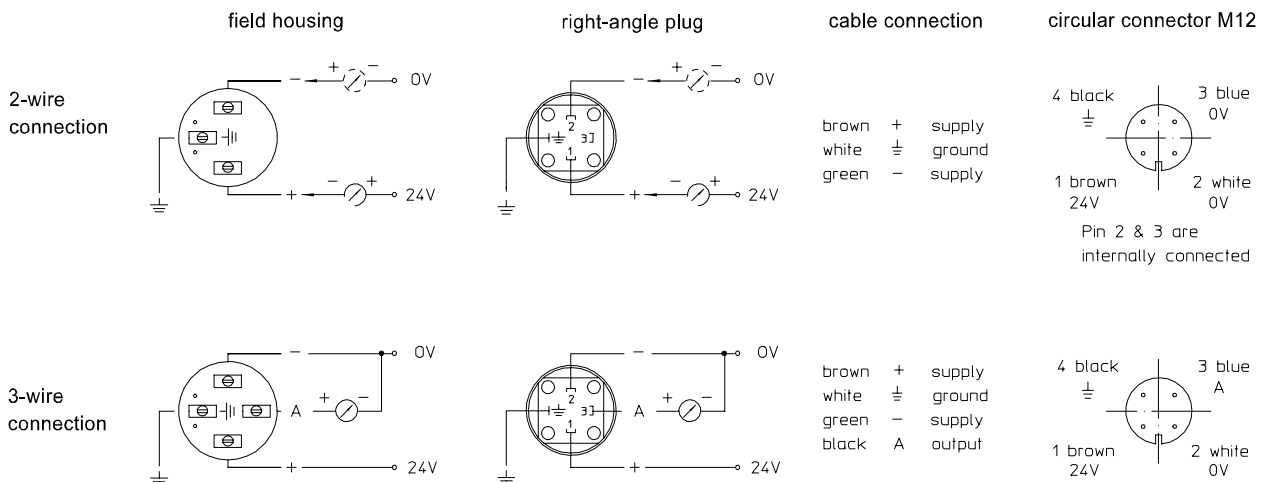 field housing
right-angle plug
cable connection
circular connector M12
2-wire
connection
− + − 0V
+ − + 24V
− + − 0V
2
3
1
+ − + 24V
brown + supply
white ground
green − supply
4 black
3 blue
0V
1 brown
24V
2 white
0V
Pin 2 & 3 are
internally connected
3-wire
connection
− 0V
A + −
+ 24V
− 0V
2
3
1
A + −
+ 24V
brown + supply
white ground
green − supply
black A output
4 black
3 blue
A
1 brown
24V
2 white
0V